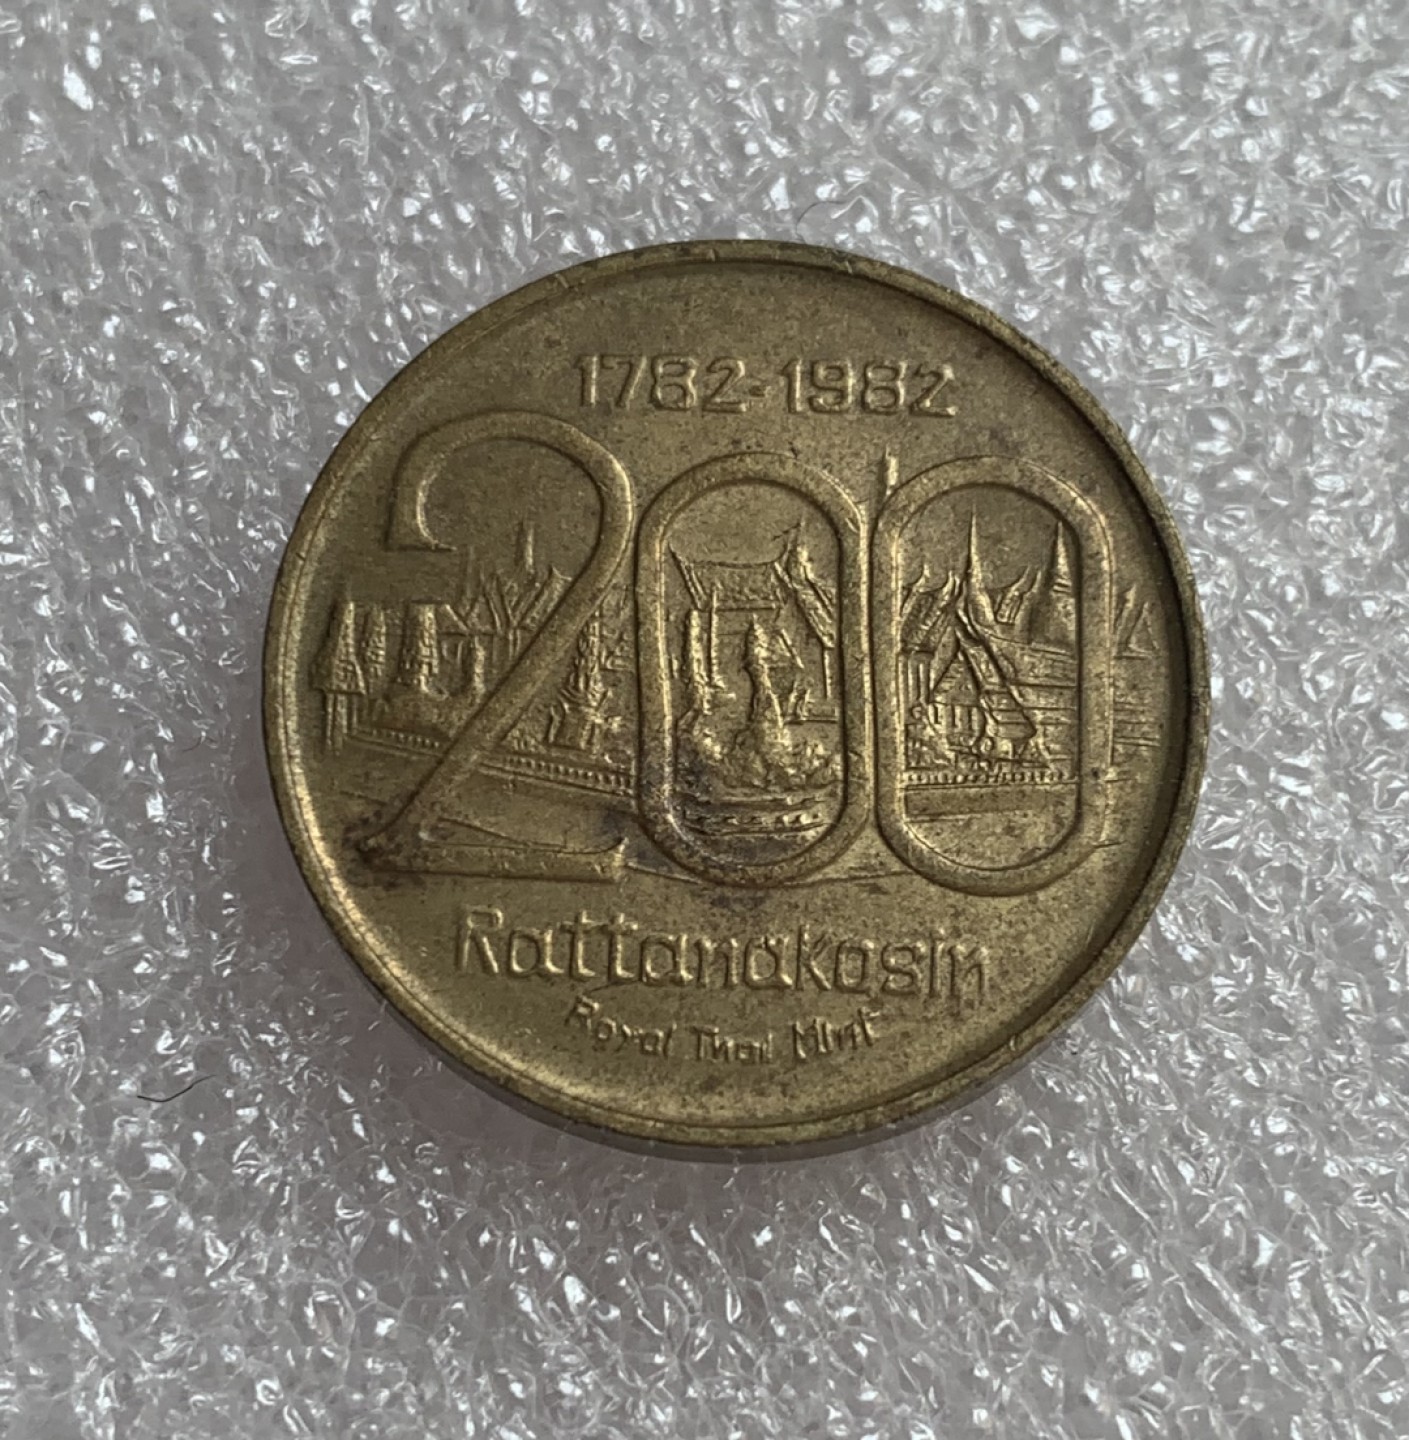 1782-1982
200
Rattanakosin
Royal Thai Mint